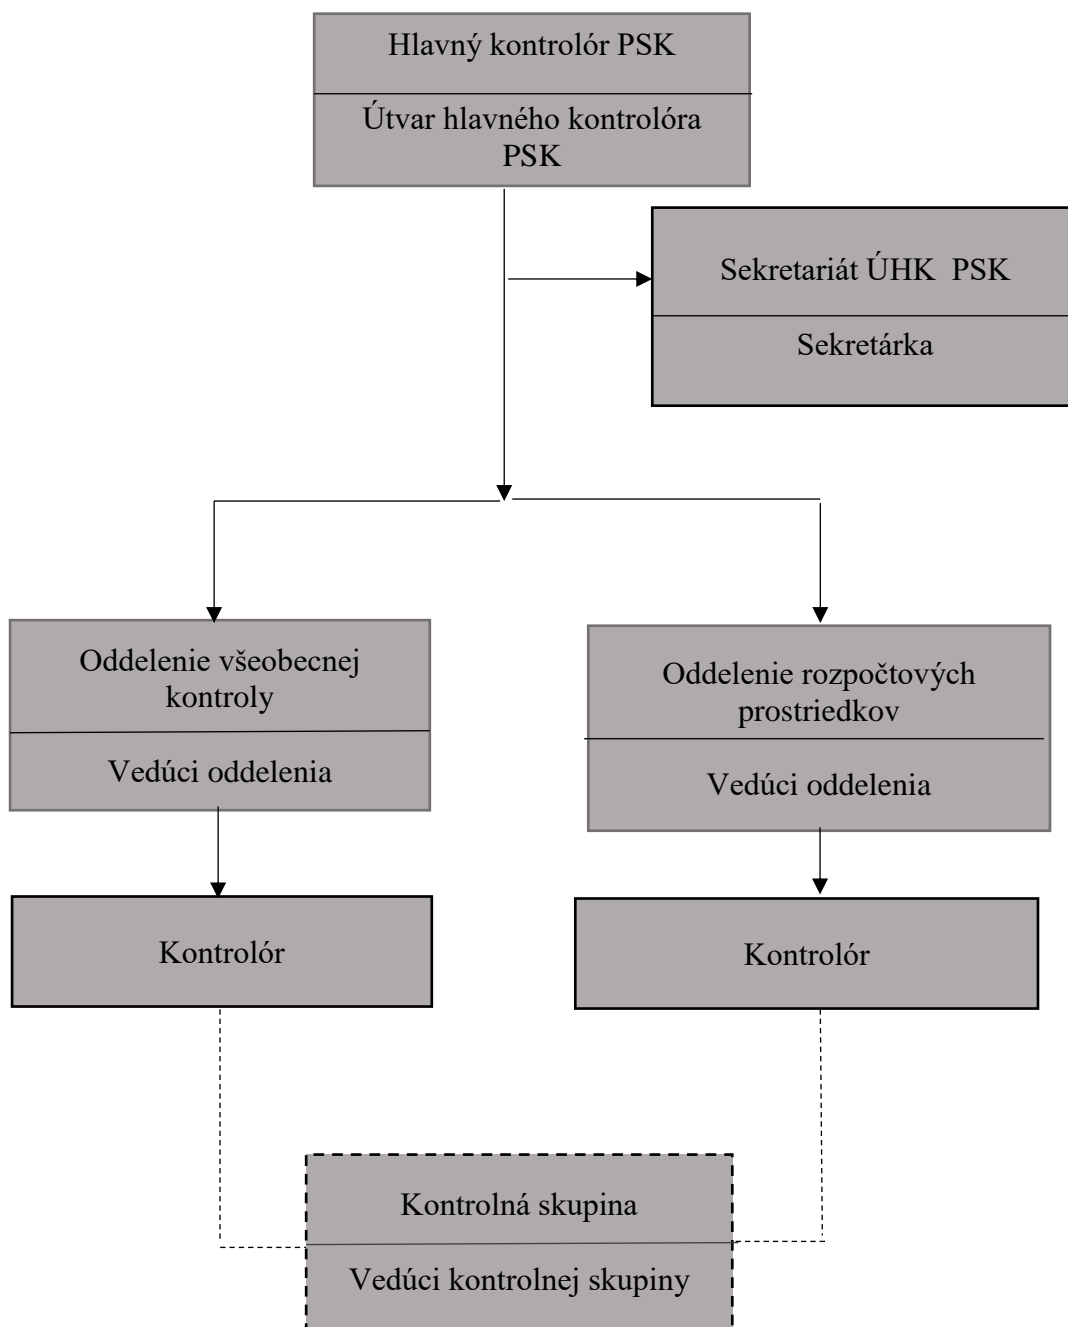 Hlavný kontrolór PSK
Útvar hlavného kontrolóra
PSK
Sekretariát ÚHK  PSK
Sekretárka
Oddelenie všeobecnej
kontroly
Vedúci oddelenia
Oddelenie rozpočtových
prostriedkov
Vedúci oddelenia
Kontrolór
Kontrolór
Kontrolná skupina
Vedúci kontrolnej skupiny